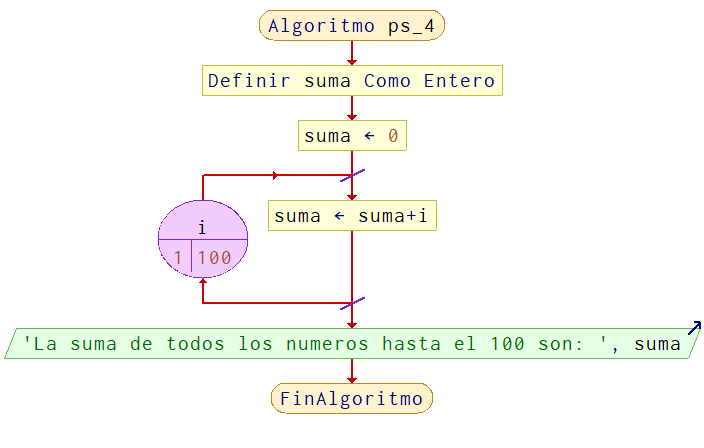 Algoritmo ps_4
Definir suma Como Entero
suma ← 0
suma ← suma+i
i
1 100
'La suma de todos los numeros hasta el 100 son: ', suma
FinAlgoritmo